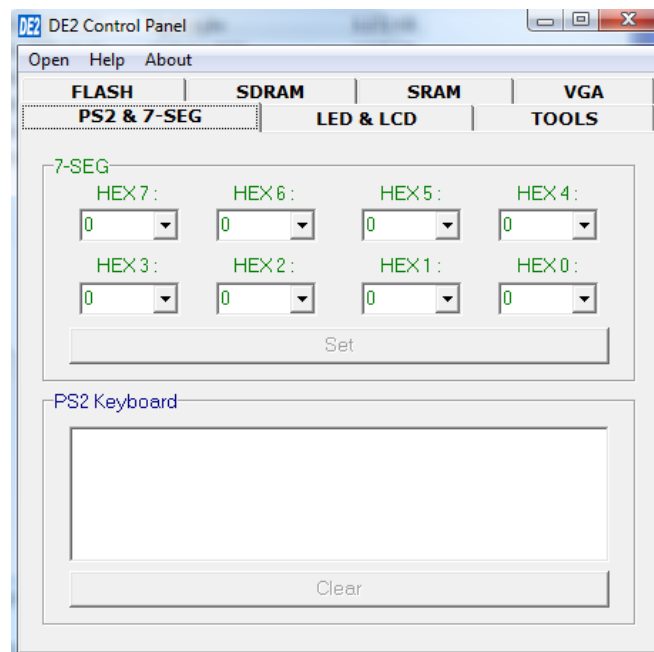 DE2 DE2 Control Panel
Open Help About
FLASH SDRAM SRAM VGA
PS2 & 7-SEG LED & LCD TOOLS
7-SEG
HEX 7 : HEX 6 : HEX 5 : HEX 4 :
0 0 0 0
HEX 3 : HEX 2 : HEX 1 : HEX 0 :
0 0 0 0
Set
PS2 Keyboard
Clear